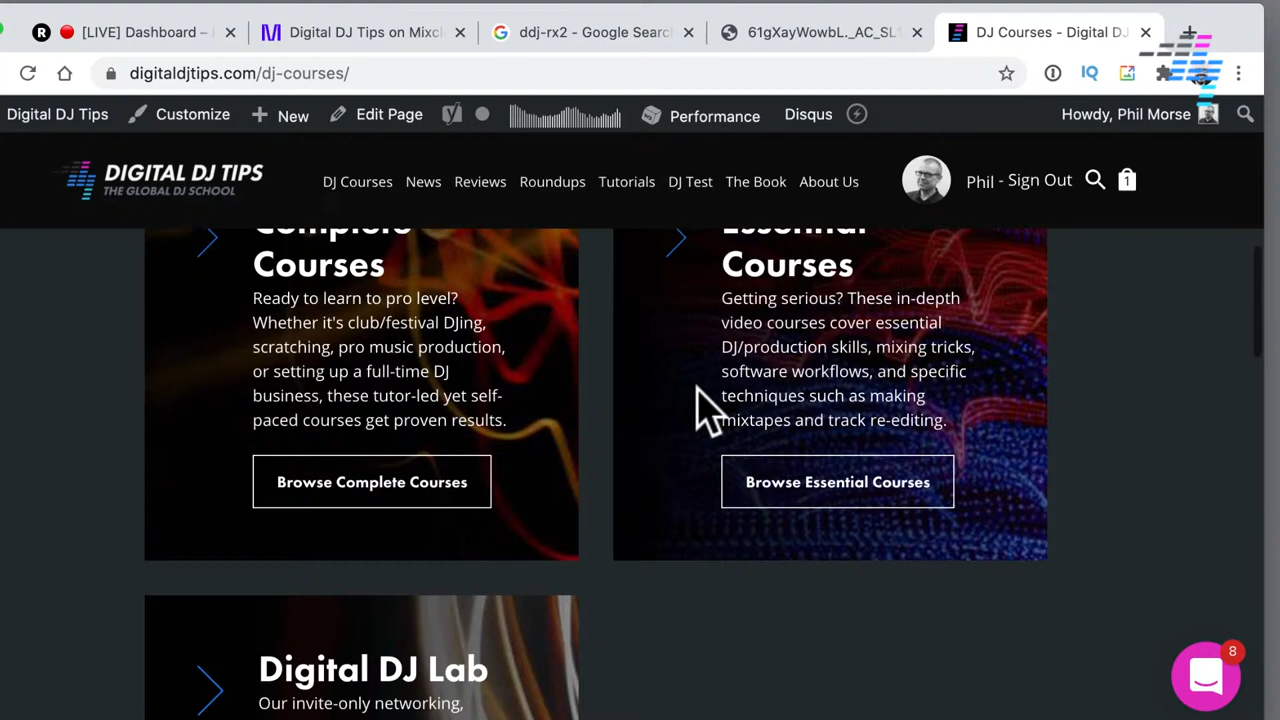 R [LIVE] Dashboard –
Digital DJ Tips on Mixcl
ddj-rx2 - Google Searc
61gXayWowbL._AC_SL1
DJ Courses - Digital DJ
digitaldjtips.com/dj-courses/
IQ
Digital DJ Tips Customize New Edit Page Performance Disqus Howdy, Phil Morse
DIGITAL DJ TIPS
THE GLOBAL DJ SCHOOL
DJ Courses News Reviews Roundups Tutorials DJ Test The Book About Us
Phil - Sign Out 1
Complete
Courses
Ready to learn to pro level?
Whether it's club/festival DJing,
scratching, pro music production,
or setting up a full-time DJ
business, these tutor-led yet self-
paced courses get proven results.
Browse Complete Courses
Essential
Courses
Getting serious? These in-depth
video courses cover essential
DJ/production skills, mixing tricks,
software workflows, and specific
techniques such as making
mixtapes and track re-editing.
Browse Essential Courses
Digital DJ Lab
Our invite-only networking,
8